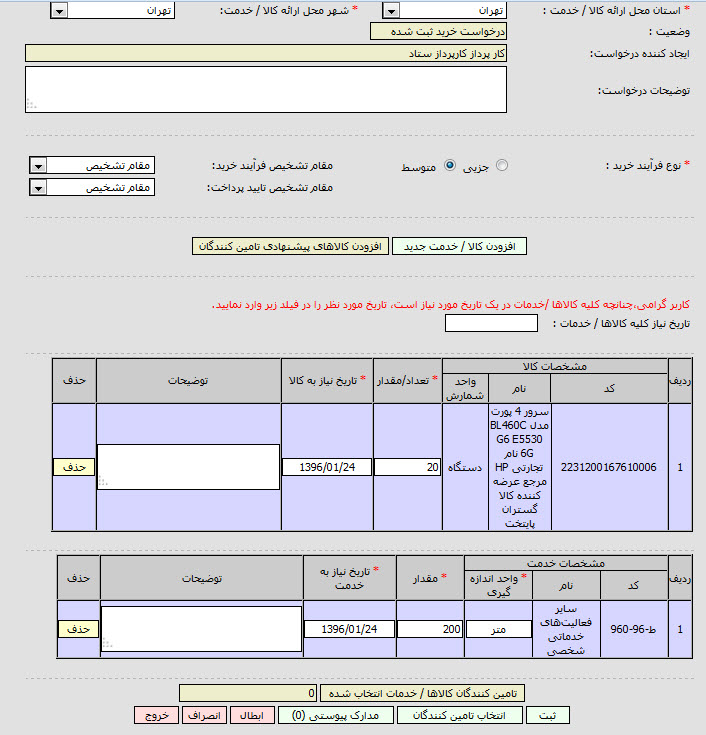 * استان محل ارائه کالا / خدمت : تهران * شهر محل ارائه کالا / خدمت: تهران
وضعیت : درخواست خرید ثبت شده
ایجاد کننده درخواست: کار پرداز کارپرداز ستاد
توضیحات درخواست:
* نوع فرآیند خرید : جزیی متوسط مقام تشخیص فرآیند خرید: مقام تشخیص
مقام تشخیص تایید پرداخت: مقام تشخیص
افزودن کالا / خدمت جدید افزودن کالاهای پیشنهادی تامین کنندگان
کاربر گرامی،چنانچه کلیه کالاها /خدمات در یک تاریخ مورد نیاز است، تاریخ مورد نظر را در فیلد زیر وارد نمایید.
تاریخ نیاز کلیه کالاها / خدمات :
ردیف مشخصات کالا * تعداد/مقدار * تاریخ نیاز به کالا توضیحات حذف
کد نام واحد
شمارش
1 2231200167610006 سرور 4 پورت
مدل BL460C
G6 E5530
6G نام
تجارتی HP
مرجع عرضه
کننده کالا
گستران
پایتخت
دستگاه 20 1396/01/24 حذف
ردیف مشخصات خدمت * مقدار * تاریخ نیاز به
خدمت
توضیحات حذف
کد نام * واحد اندازه
گیری
1 ط-96-960 سایر
فعالیت‌های
خدماتی
شخصی
متر 200 1396/01/24 حذف
تامین کنندگان کالاها / خدمات انتخاب شده 0
ثبت انتخاب تامین کنندگان مدارک پیوستی (0) ابطال انصراف خروج